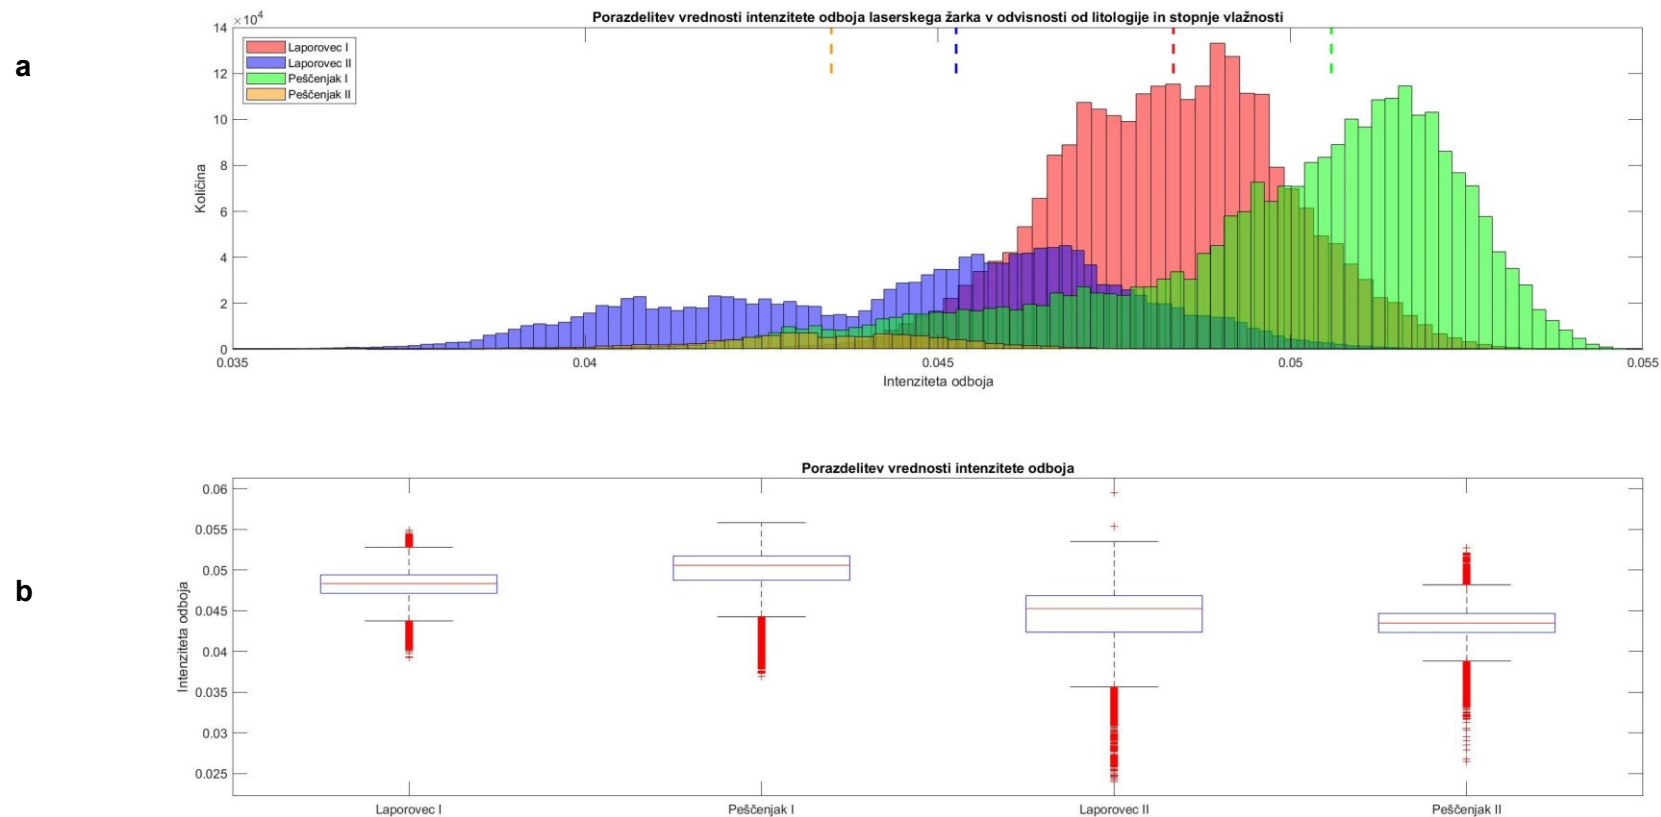 a
Porazdelitev vrednosti intenzitete odboja laserskega žarka v odvisnosti od litologije in stopnje vlažnosti
×10⁴
14
12
10
8
6
4
2
0
Količina
Laporovec I
Laporovec II
Peščenjak I
Peščenjak II
0.035 0.04 0.045 0.05 0.055
Intenziteta odboja
b
Porazdelitev vrednosti intenzitete odboja
0.06
0.055
0.05
0.045
0.04
0.035
0.03
0.025
Intenziteta odboja
Laporovec I Peščenjak I Laporovec II Peščenjak II